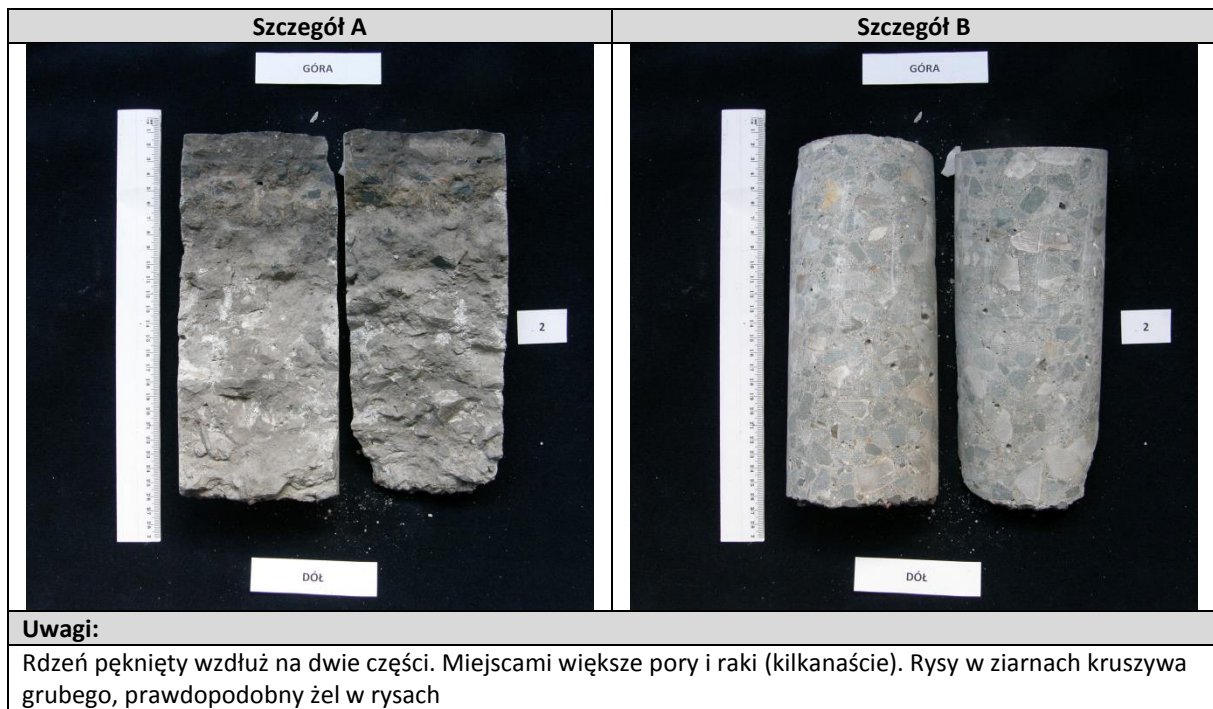 Szczegół A
Szczegół B
GÓRA
GÓRA
2
2
DÓŁ
DÓŁ
Uwagi:
Rdzeń pęknięty wzdłuż na dwie części. Miejscami większe pory i raki (kilkanaście). Rysy w ziarnach kruszywa
grubego, prawdopodobny żel w rysach